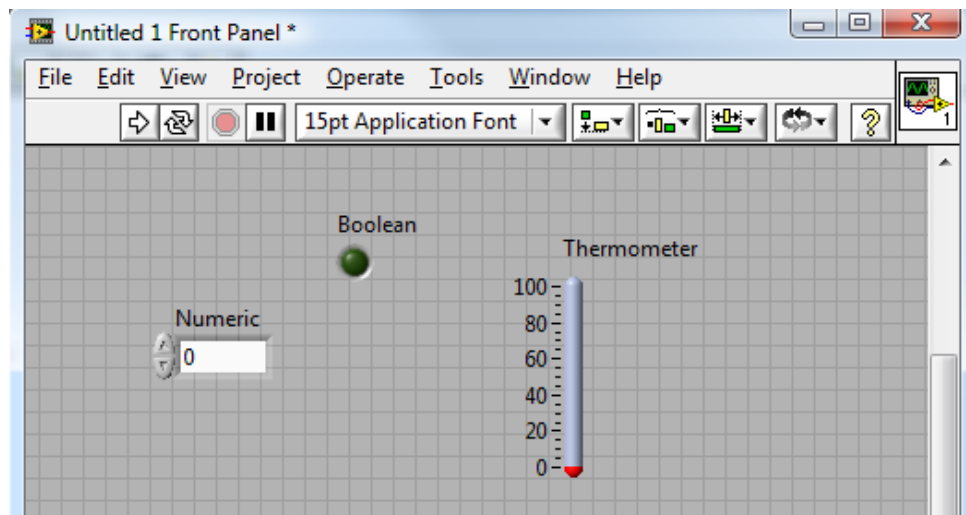 Untitled 1 Front Panel *
File Edit View Project Operate Tools Window Help
15pt Application Font
1
Boolean
Thermometer
100
80
60
40
20
0
Numeric
0